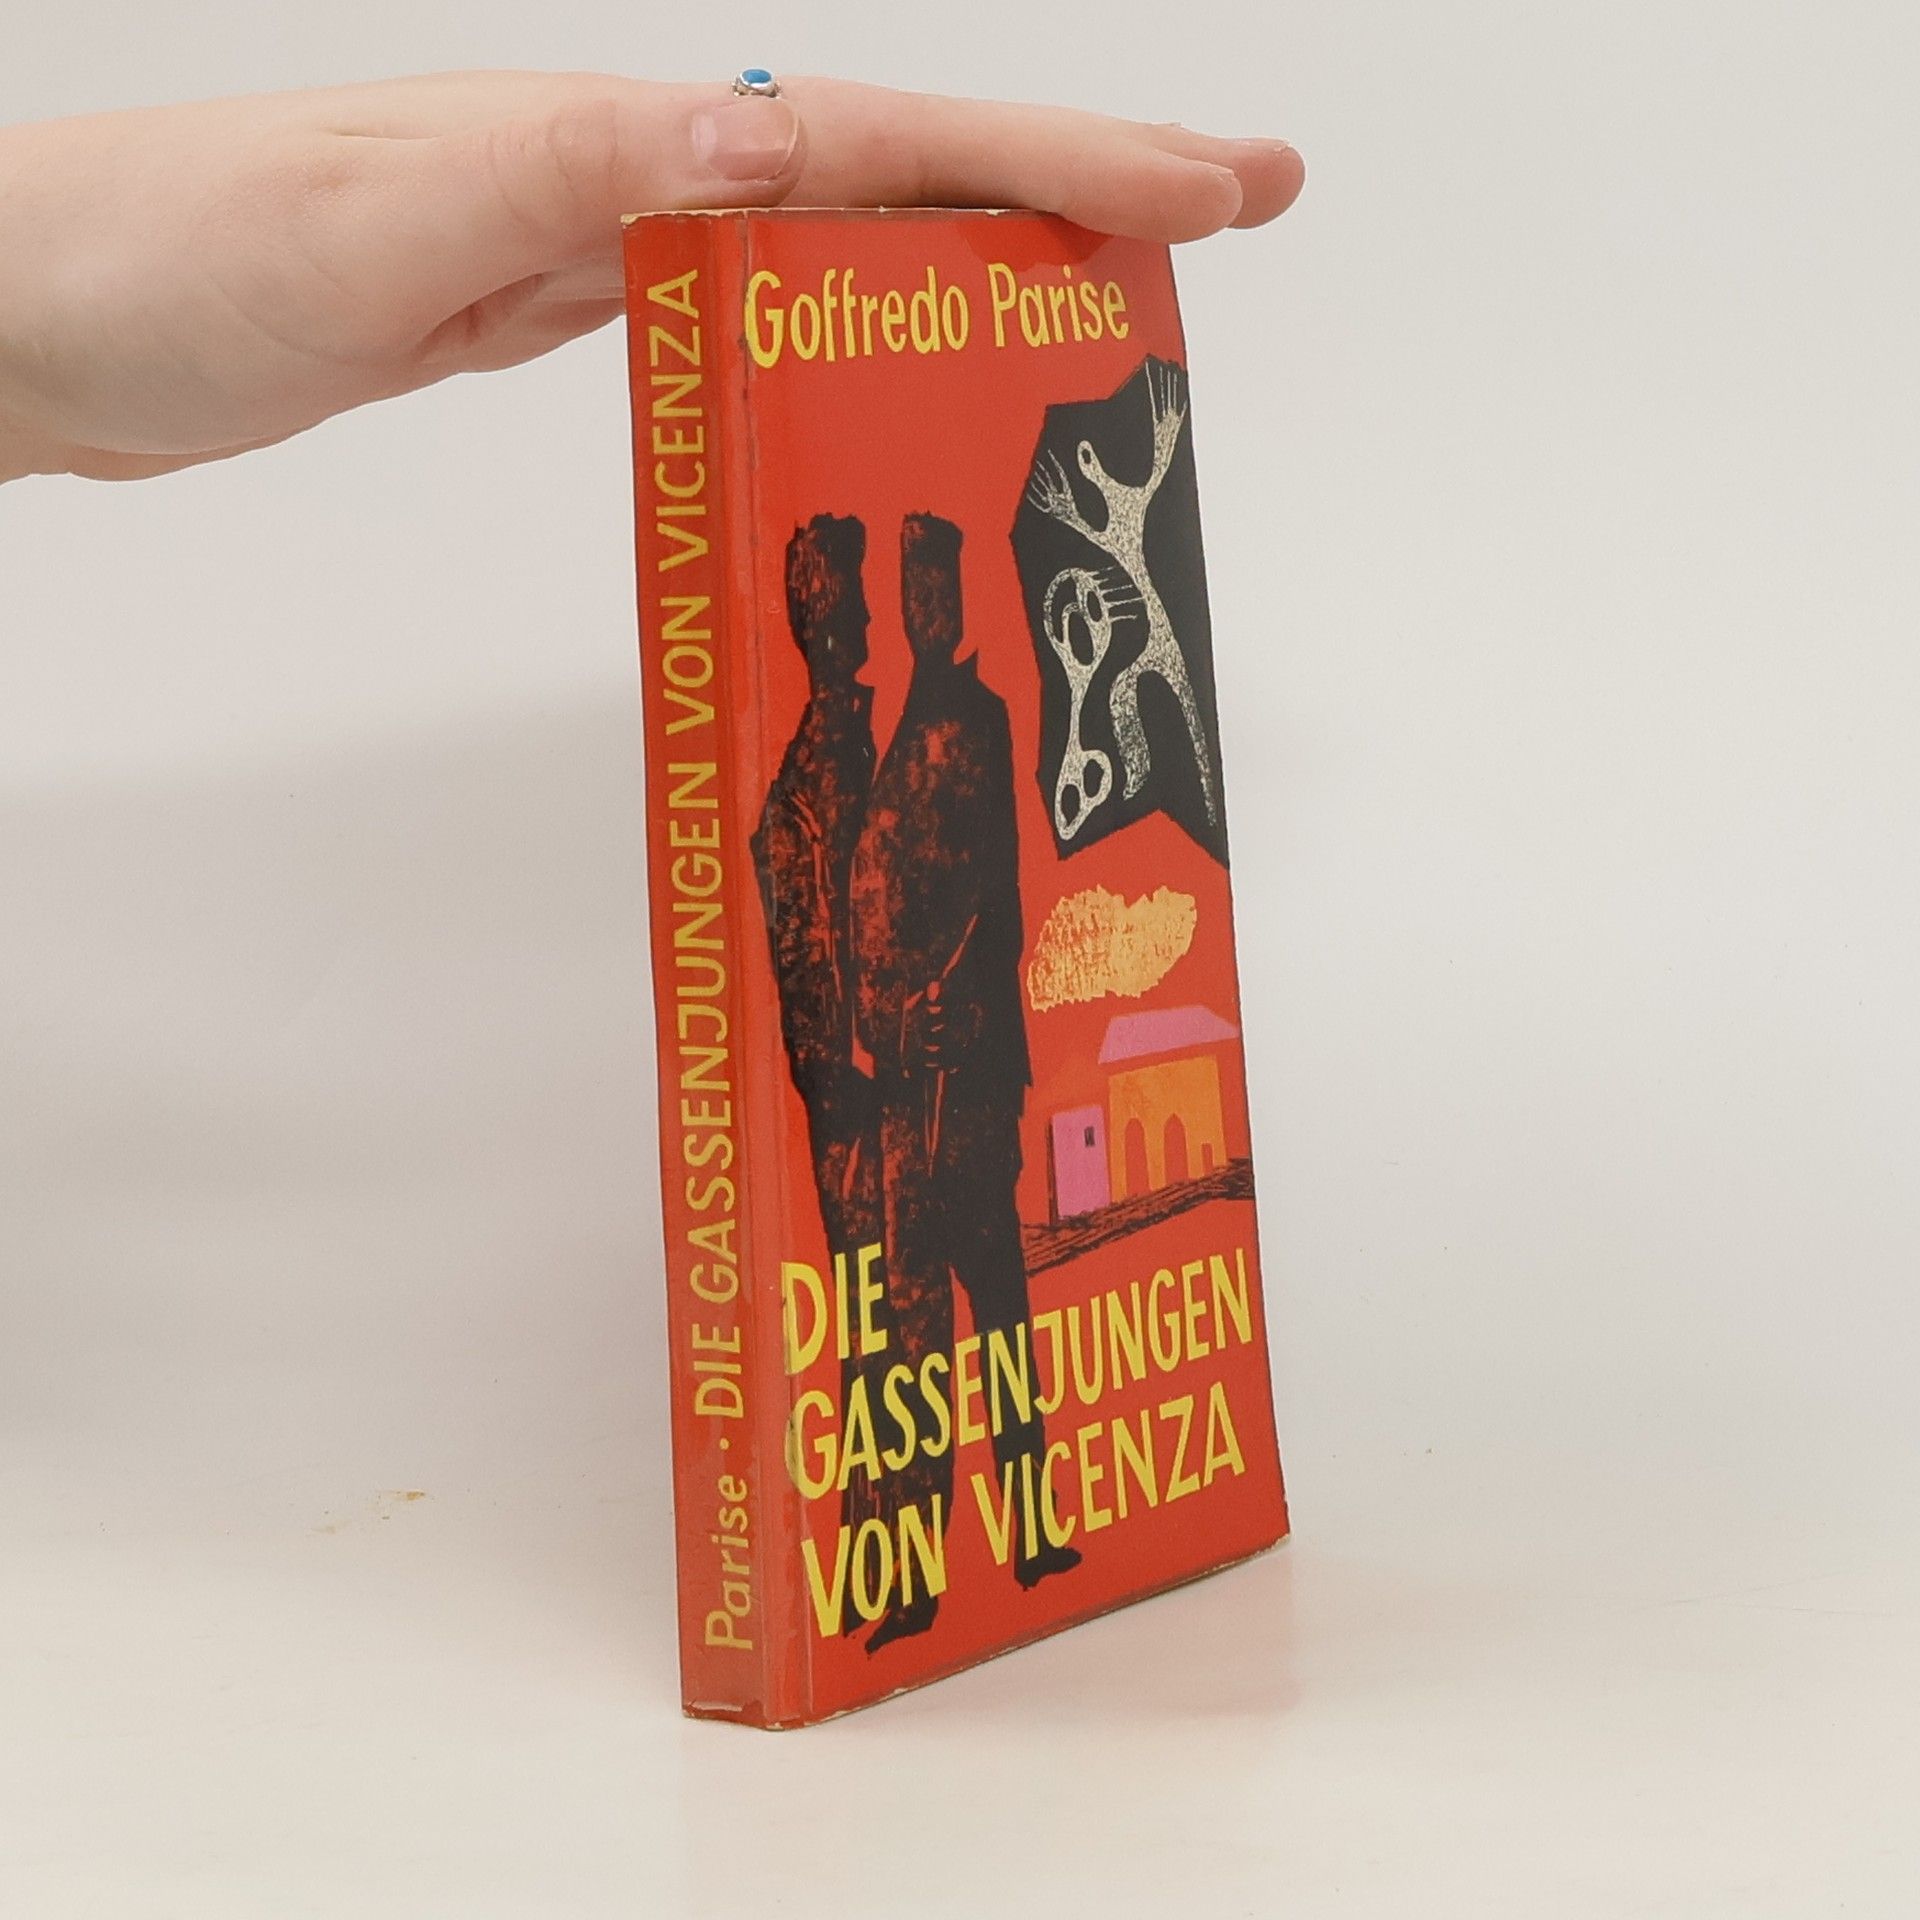 Parise · DIE GASSENJUNGEN VON VICENZA
Goffredo Parise
DIE
GASSENJUNGEN
VON VICENZA